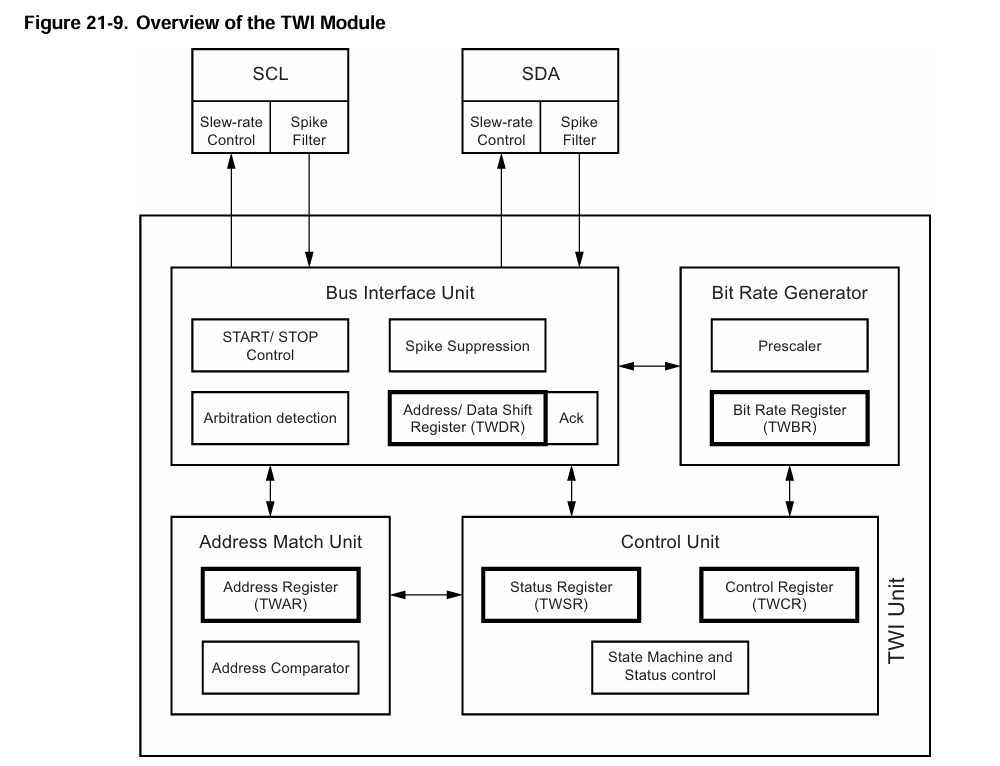 Figure 21-9. Overview of the TWI Module
SCL
Slew-rate
Control
Spike
Filter
SDA
Slew-rate
Control
Spike
Filter
Bus Interface Unit
START/ STOP
Control
Spike Suppression
Arbitration detection
Address/ Data Shift
Register (TWDR)
Ack
Bit Rate Generator
Prescaler
Bit Rate Register
(TWBR)
Address Match Unit
Address Register
(TWAR)
Address Comparator
Control Unit
Status Register
(TWSR)
Control Register
(TWCR)
State Machine and
Status control
TWI Unit